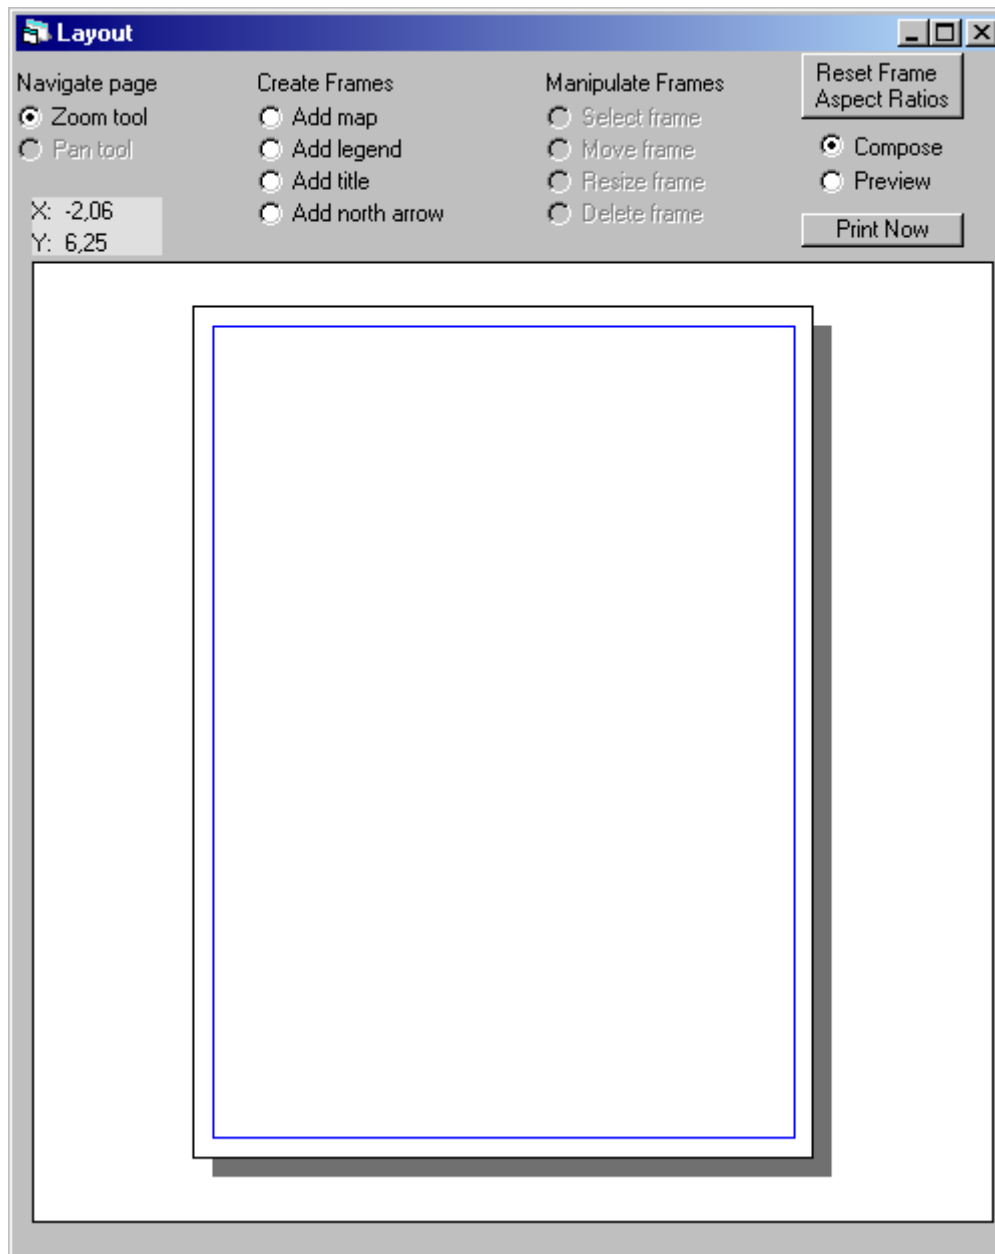 Layout
Navigate page
Zoom tool
Pan tool
X: -2,06
Y: 6,25
Create Frames
Add map
Add legend
Add title
Add north arrow
Manipulate Frames
Select frame
Move frame
Resize frame
Delete frame
Reset Frame
Aspect Ratios
Compose
Preview
Print Now